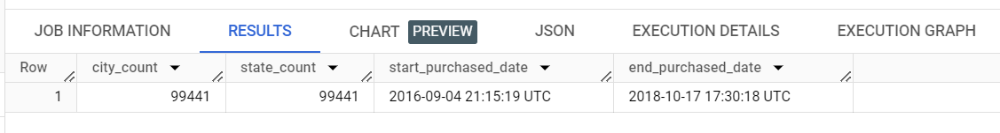 JOB INFORMATION RESULTS CHART PREVIEW JSON EXECUTION DETAILS EXECUTION GRAPH
Row city_count state_count start_purchased_date end_purchased_date
1 99441 99441 2016-09-04 21:15:19 UTC 2018-10-17 17:30:18 UTC